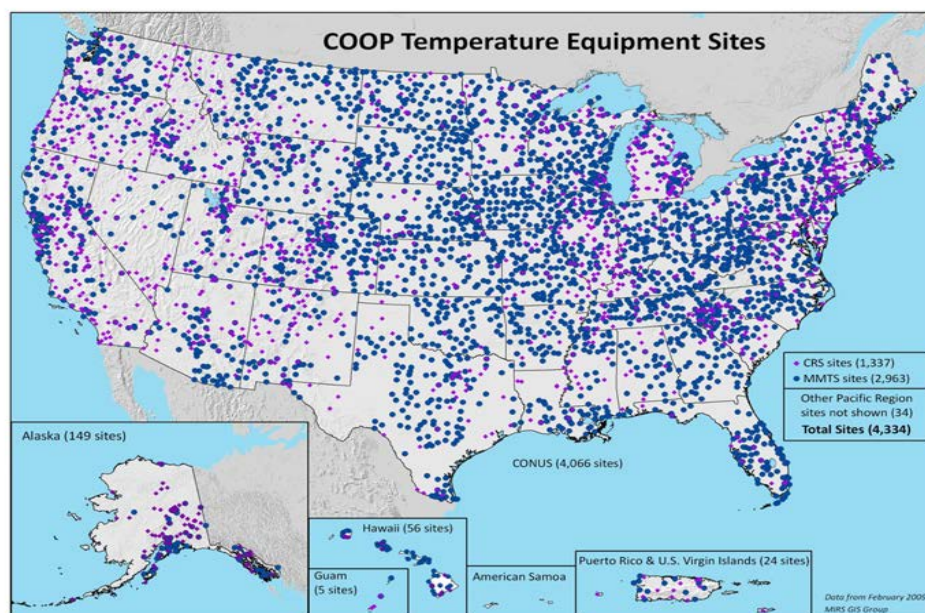 COOP Temperature Equipment Sites
CRS sites (1,337)
MMTS sites (2,963)
Other Pacific Region
sites not shown (34)
Total Sites (4,334)
CONUS (4,066 sites)
Alaska (149 sites)
Hawaii (56 sites)
Guam
(5 sites)
American Samoa
Puerto Rico & U.S. Virgin Islands (24 sites)
Data from February 2009
MIRS GIS Group